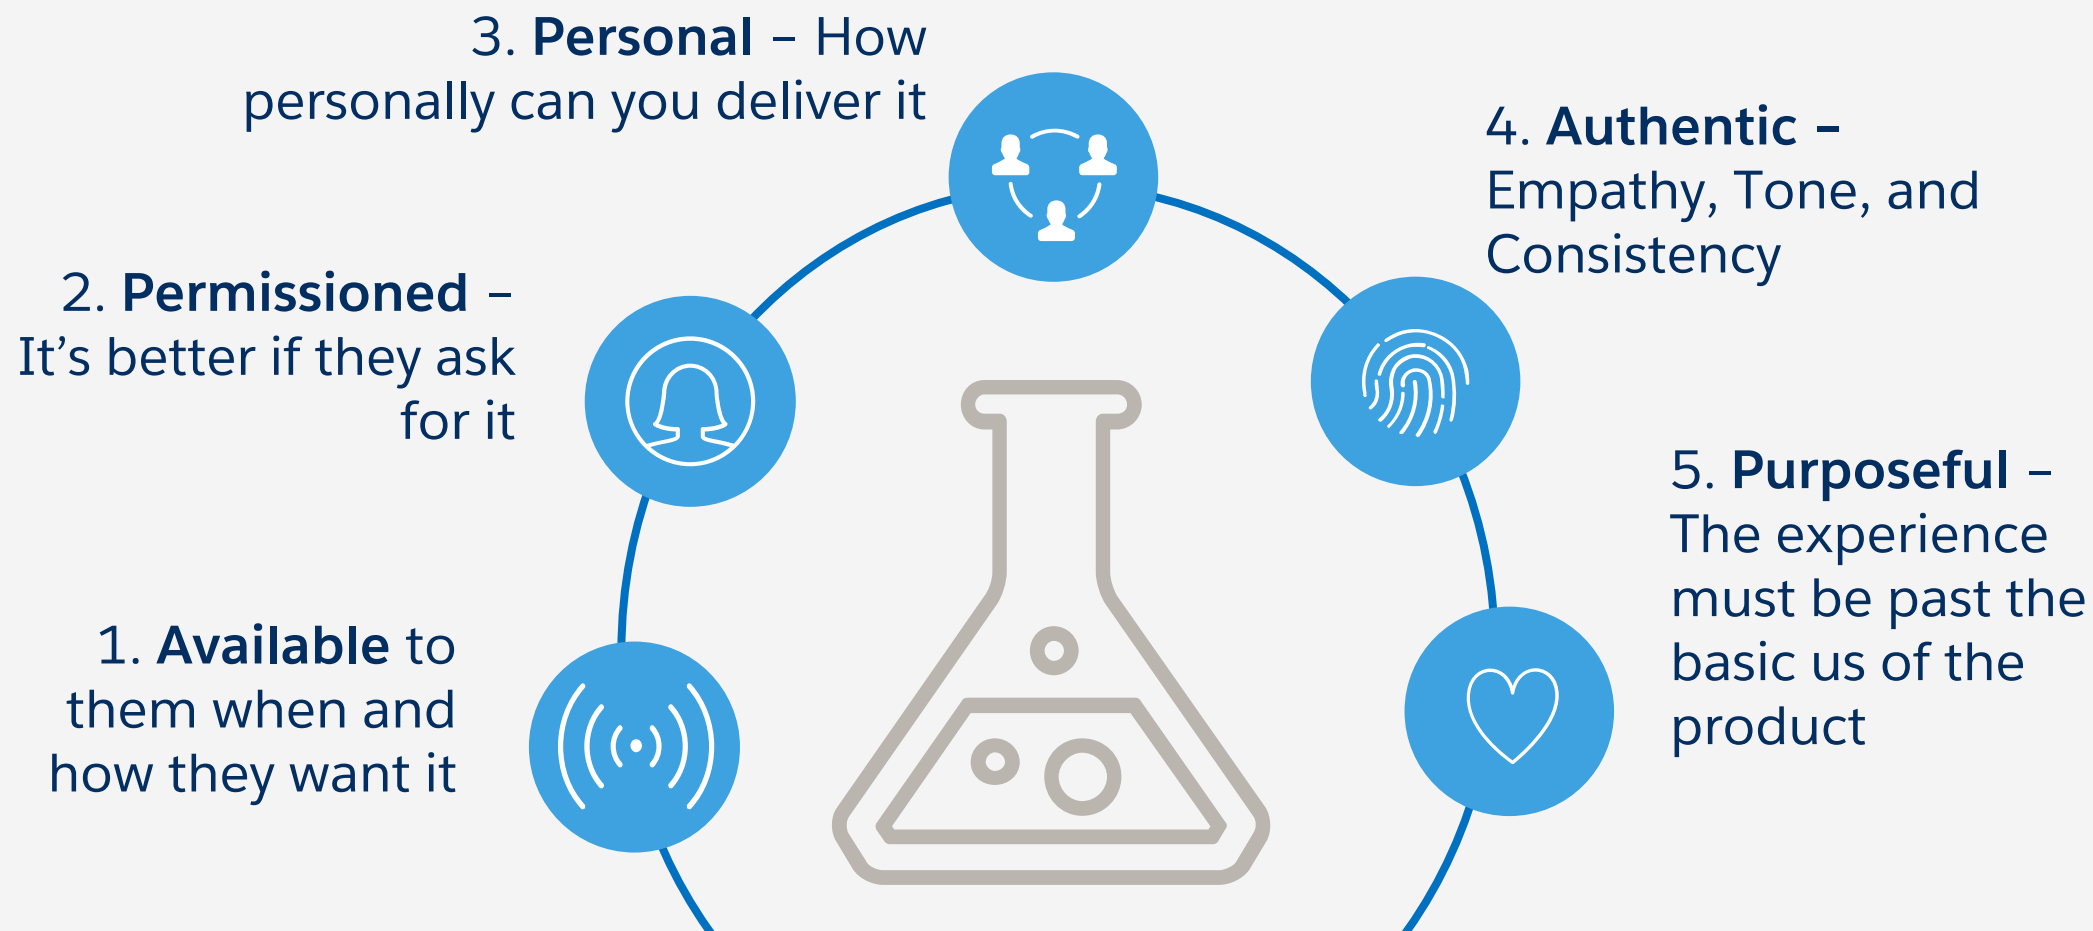 3. Personal – How
personally can you deliver it
4. Authentic –
Empathy, Tone, and
Consistency
2. Permissioned –
It’s better if they ask
for it
5. Purposeful –
The experience
must be past the
basic us of the
product
1. Available to
them when and
how they want it